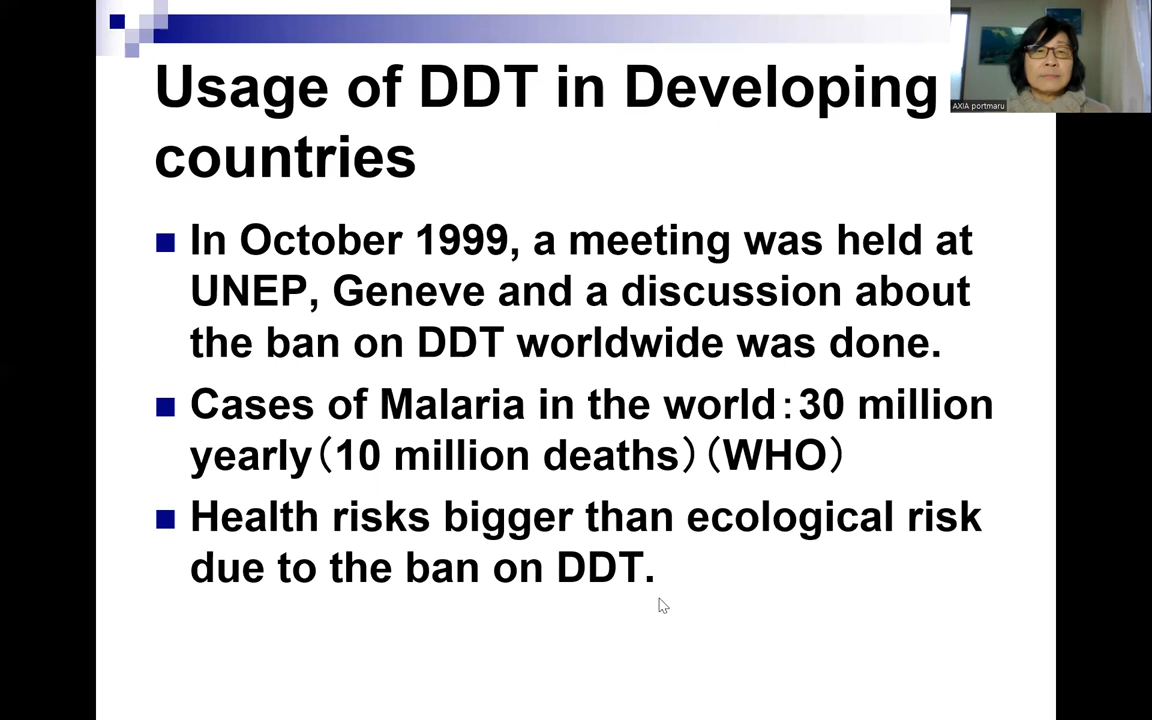 Usage of DDT in Developing
countries
AXIA portmaru
In October 1999, a meeting was held at
UNEP, Geneve and a discussion about
the ban on DDT worldwide was done.
Cases of Malaria in the world：30 million
yearly（10 million deaths）（WHO）
Health risks bigger than ecological risk
due to the ban on DDT.